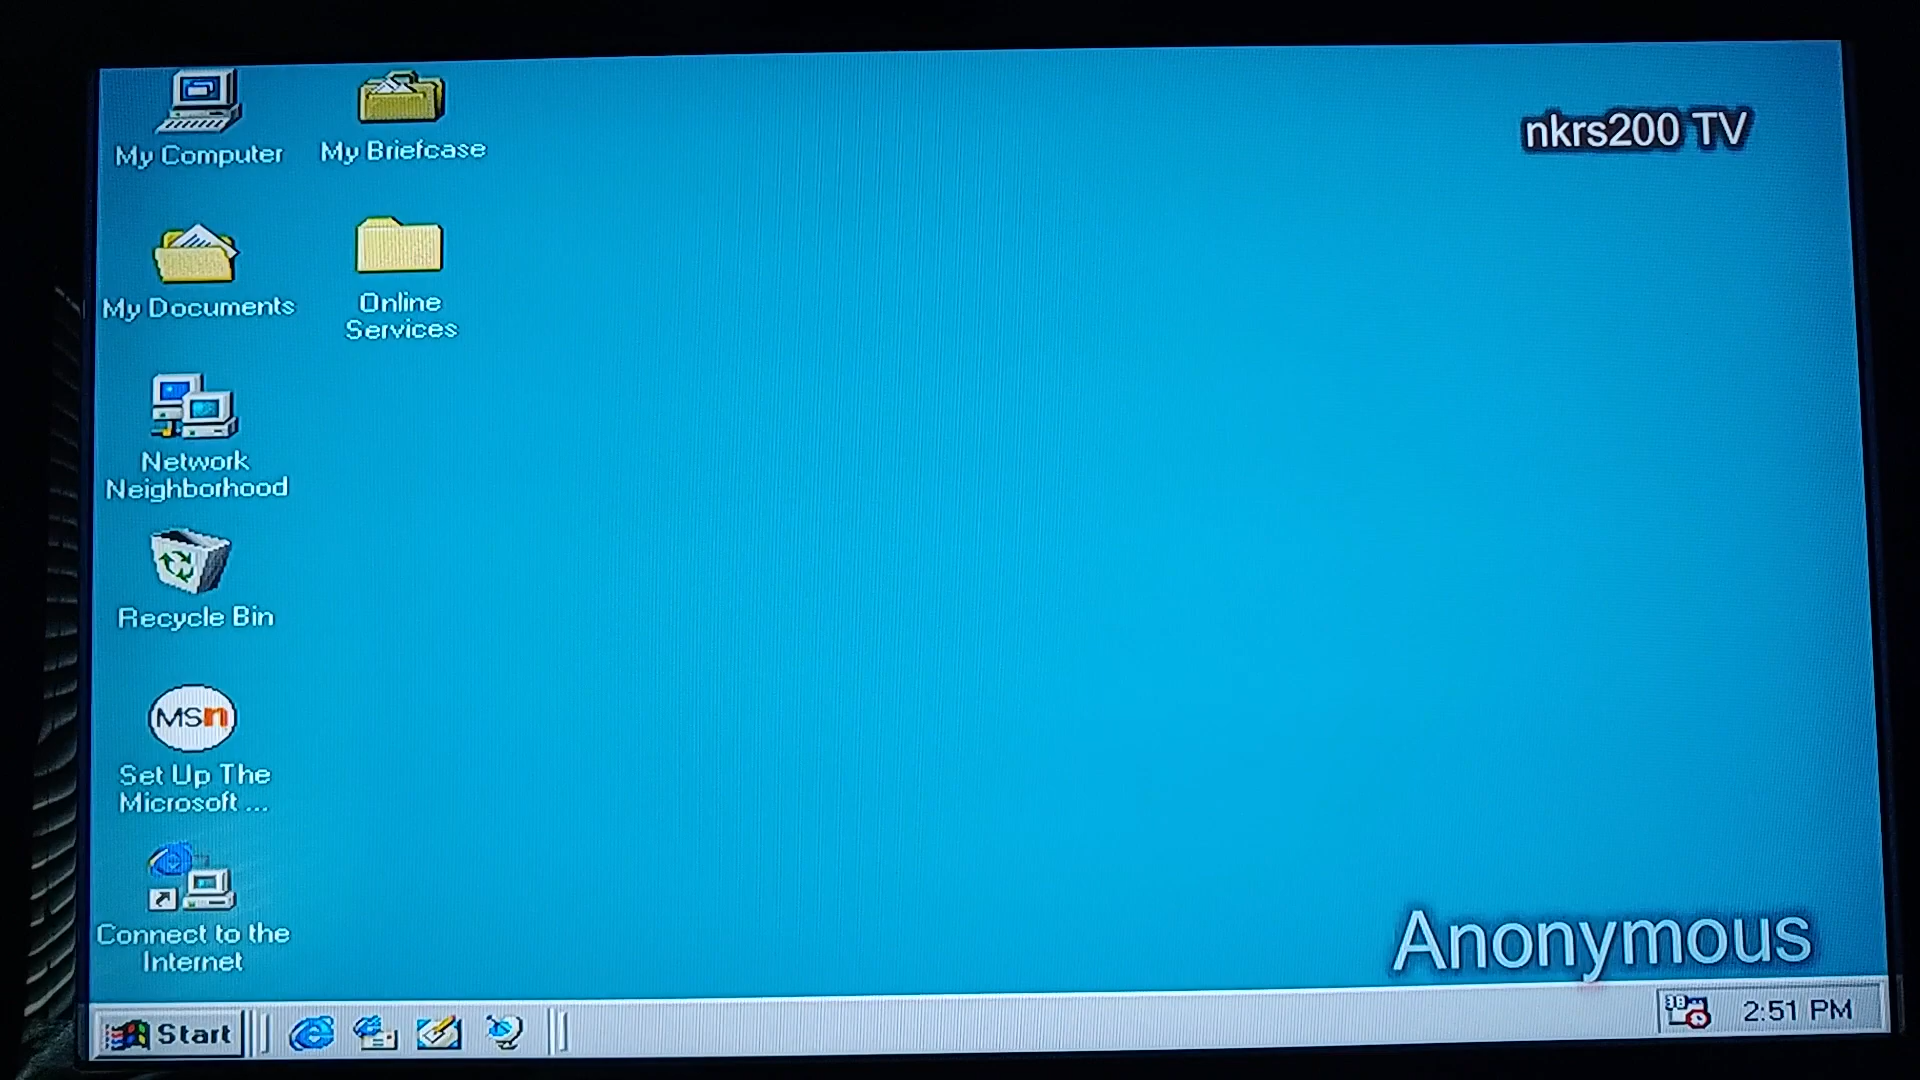 My Computer
My Briefcase
nkrs200 TV
My Documents
Online
Services
Network
Neighborhood
Recycle Bin
MSn
Set Up The
Microsoft ...
Connect to the
Internet
Anonymous
Start
2:51 PM